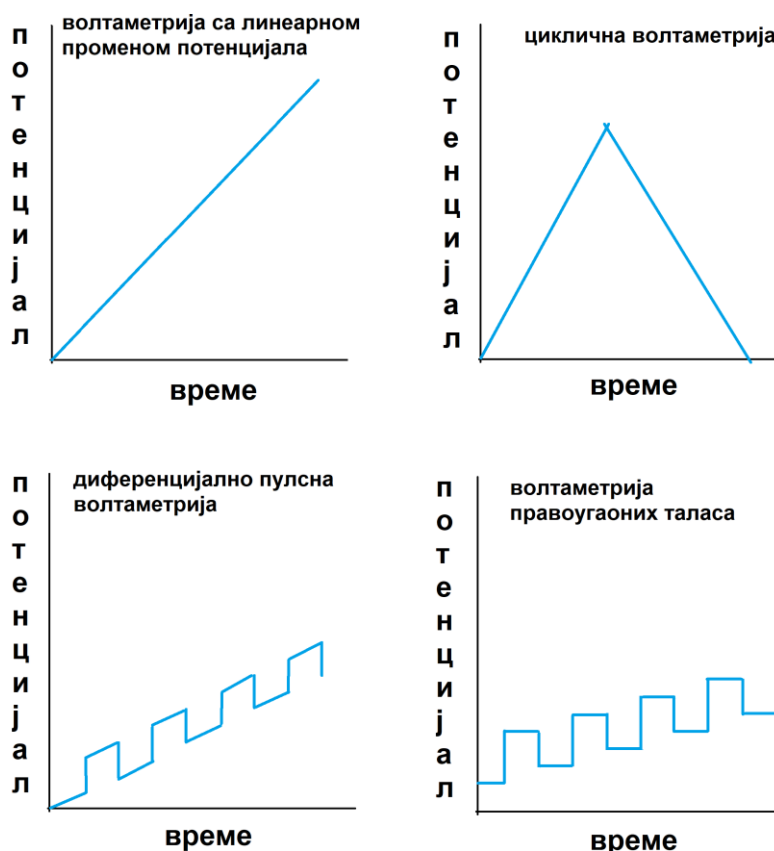 волтаметрија са линеарном
променом потенцијала
потенцијал
време
циклична волтаметрија
потенцијал
време
диференцијално пулсна
волтаметрија
потенцијал
време
волтаметрија
правоугаоних таласа
потенцијал
време